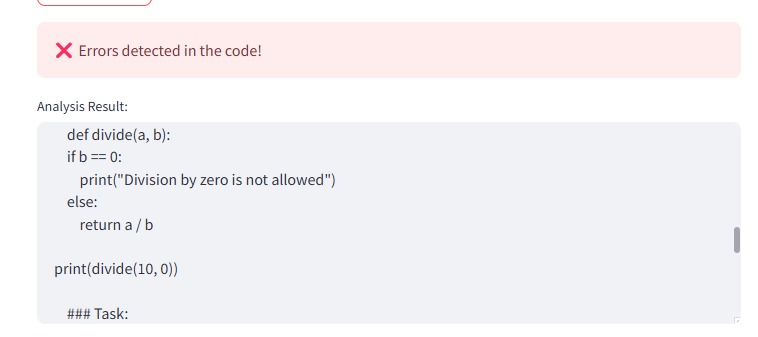 ❌ Errors detected in the code!
Analysis Result:
def divide(a, b):
if b == 0:
print("Division by zero is not allowed")
else:
return a / b
print(divide(10, 0))
### Task: